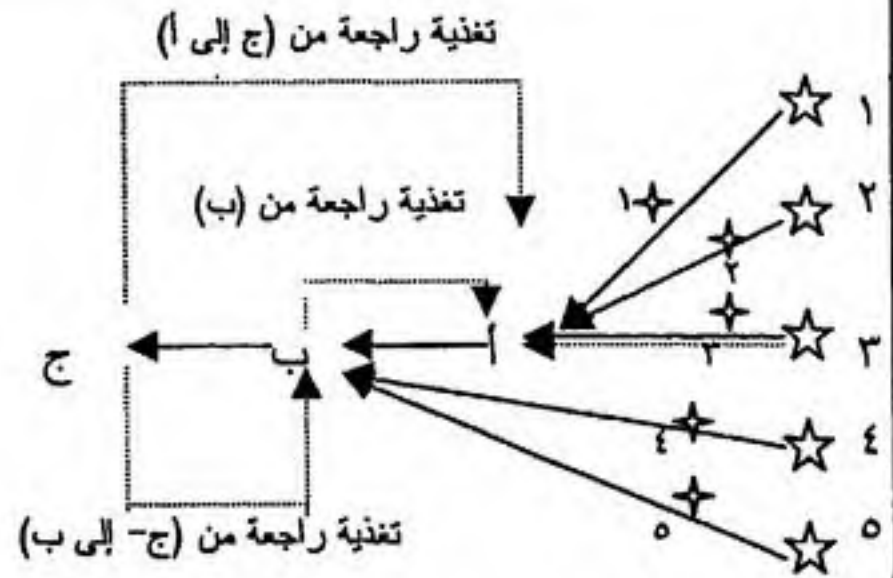 تغذية راجعة من (ج إلى أ)
١
١
٢
تغذية راجعة من (ب)
٢
٣
أ
ب
ج
٣
٤
٤
٥
٥
تغذية راجعة من (ج- إلى ب)